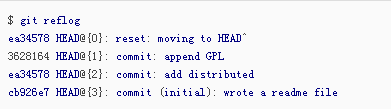 $ git reflog
ea34578 HEAD@{0}: reset: moving to HEAD^
3628164 HEAD@{1}: commit: append GPL
ea34578 HEAD@{2}: commit: add distributed
cb926e7 HEAD@{3}: commit (initial): wrote a readme file